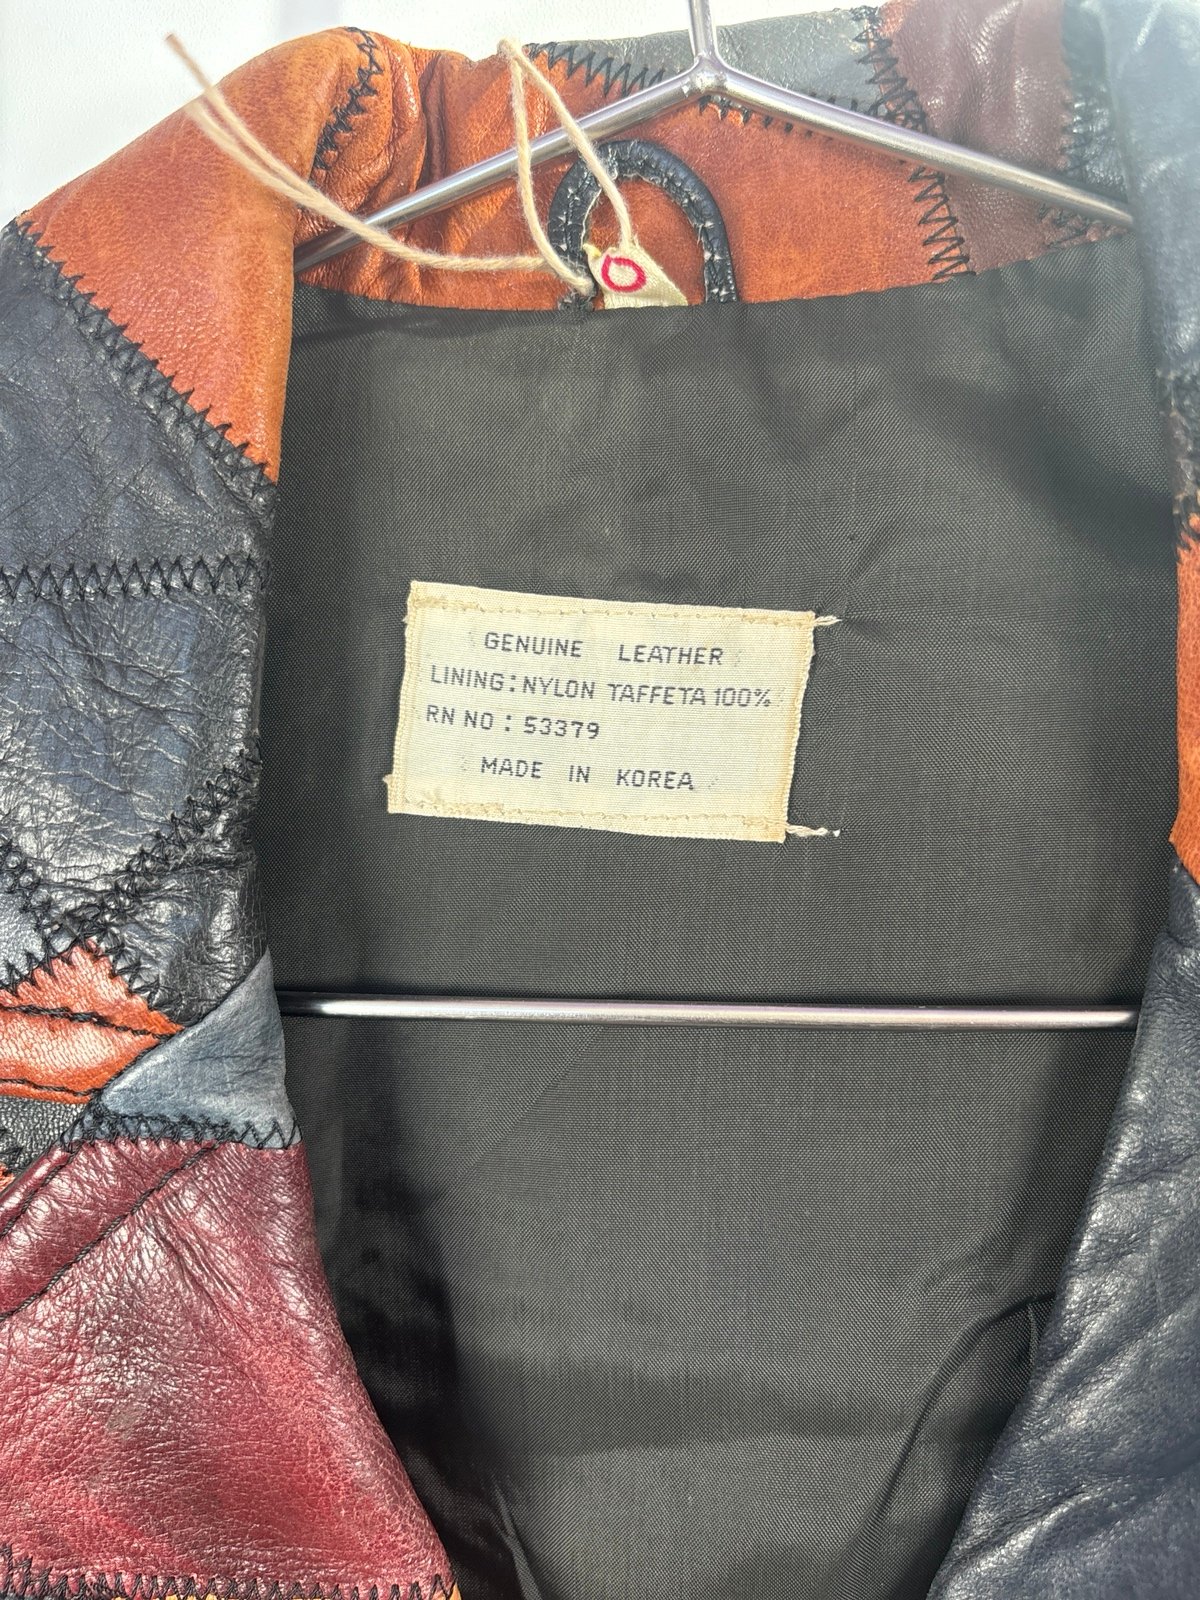 GENUINE LEATHER
LINING: NYLON TAFFETA 100%
RN NO: 53379
MADE IN KOREA